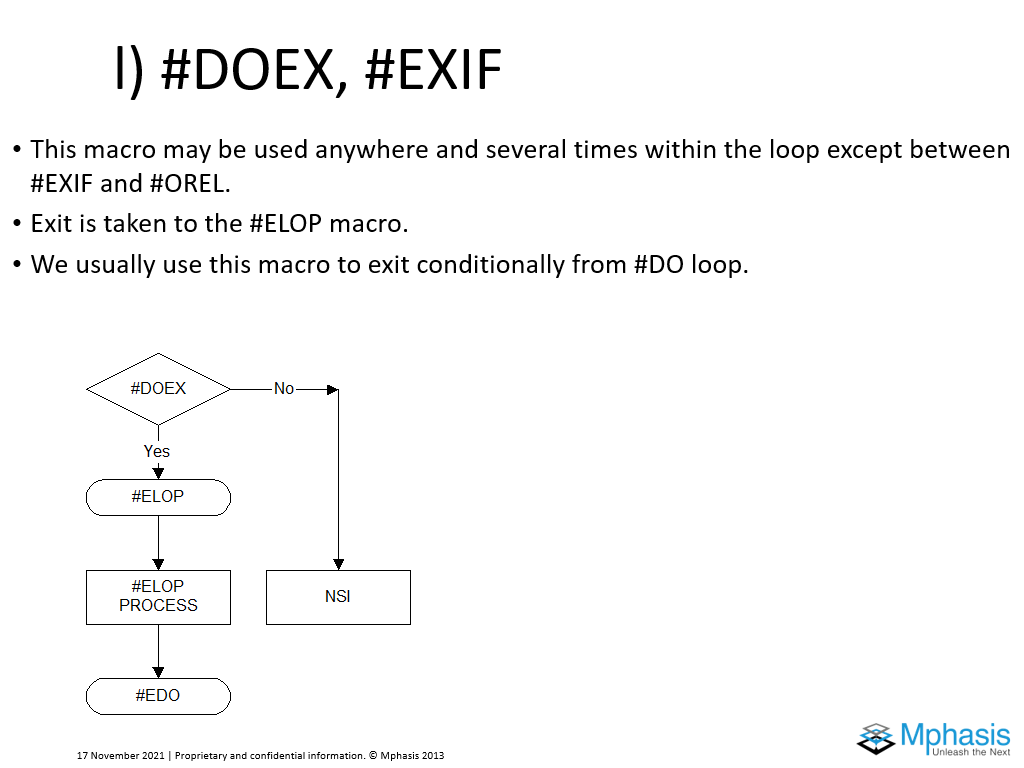 l) #DOEX, #EXIF
• This macro may be used anywhere and several times within the loop except between
#EXIF and #OREL.
• Exit is taken to the #ELOP macro.
• We usually use this macro to exit conditionally from #DO loop.
#DOEX
No
Yes
#ELOP
#ELOP
PROCESS
NSI
#EDO
17 November 2021 | Proprietary and confidential information. © Mphasis 2013
Mphasis
Unleash the Next